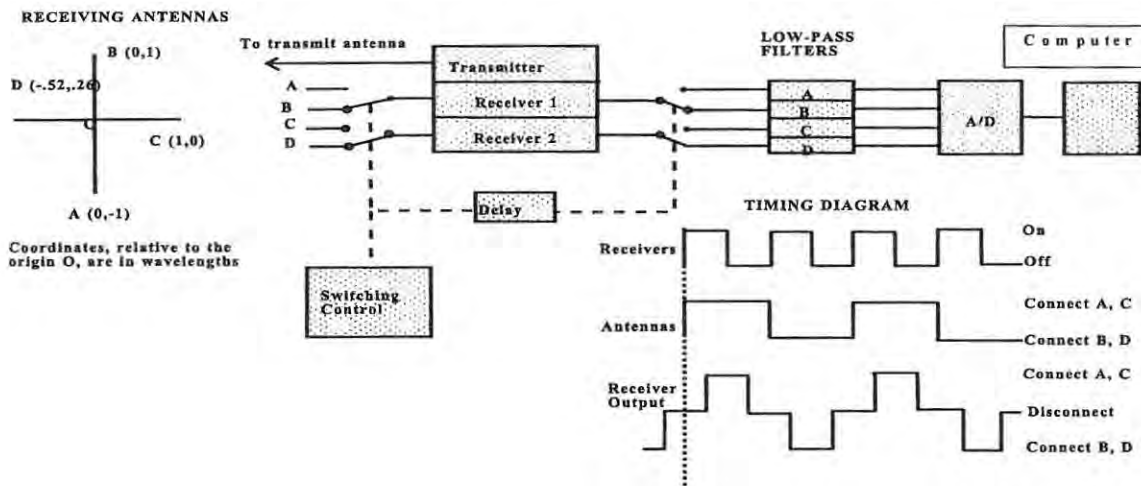 RECEIVING ANTENNAS
B (0,1)
D (-.52,.26)
C (1,0)
A (0,-1)
Coordinates, relative to the
origin O, are in wavelengths
To transmit antenna
A
B
C
D
Transmitter
Receiver 1
Receiver 2
Delay
Switching
Control
LOW-PASS
FILTERS
A
B
C
D
A/D
Computer
TIMING DIAGRAM
Receivers
On
Off
Antennas
Connect A, C
Connect B, D
Receiver
Output
Connect A, C
Disconnect
Connect B, D